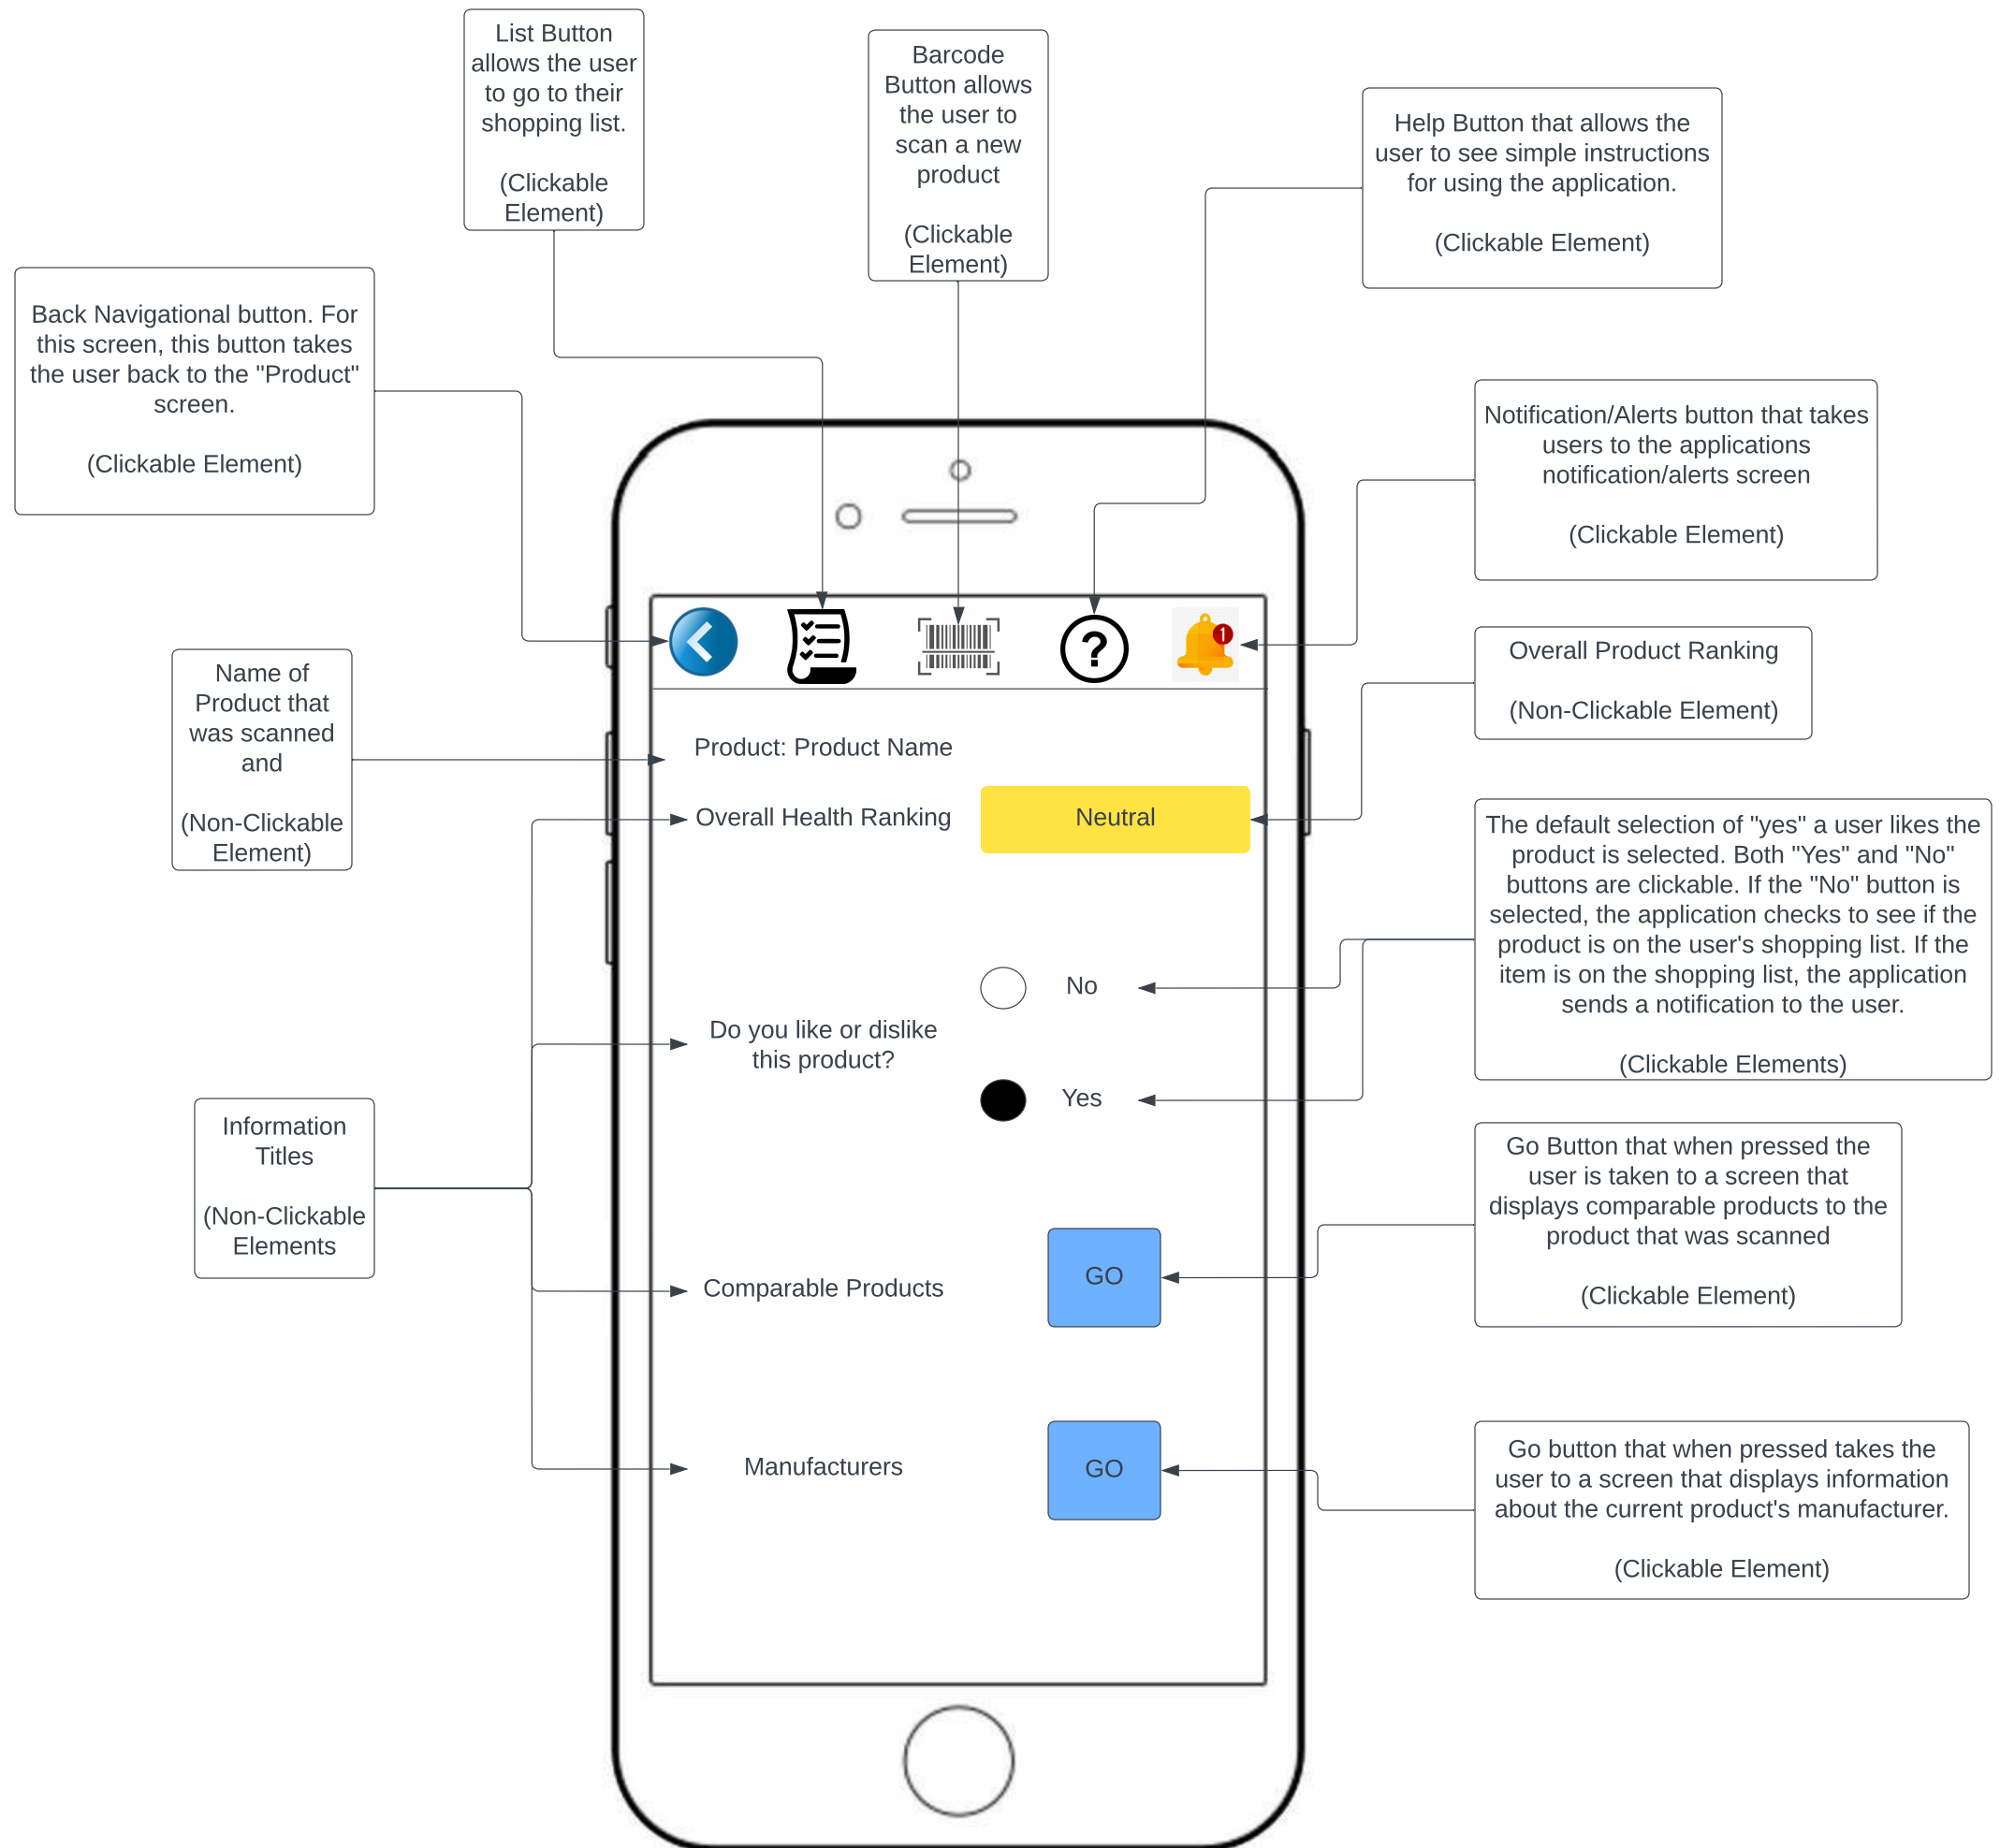 List Button
allows the user
to go to their
shopping list.
(Clickable
Element)
Barcode
Button allows
the user to
scan a new
product
(Clickable
Element)
Help Button that allows the
user to see simple instructions
for using the application.
(Clickable Element)
Back Navigational button. For
this screen, this button takes
the user back to the "Product"
screen.
(Clickable Element)
Notification/Alerts button that takes
users to the applications
notification/alerts screen
(Clickable Element)
?
1
Name of
Product that
was scanned
and
(Non-Clickable
Element)
Overall Product Ranking
(Non-Clickable Element)
Product: Product Name
Overall Health Ranking
Neutral
The default selection of "yes" a user likes the
product is selected. Both "Yes" and "No"
buttons are clickable. If the "No" button is
selected, the application checks to see if the
product is on the user's shopping list. If the
item is on the shopping list, the application
sends a notification to the user.
(Clickable Elements)
Do you like or dislike
this product?
No
Yes
Information
Titles
(Non-Clickable
Elements
Go Button that when pressed the
user is taken to a screen that
displays comparable products to the
product that was scanned
(Clickable Element)
Comparable Products
GO
Manufacturers
GO
Go button that when pressed takes the
user to a screen that displays information
about the current product's manufacturer.
(Clickable Element)